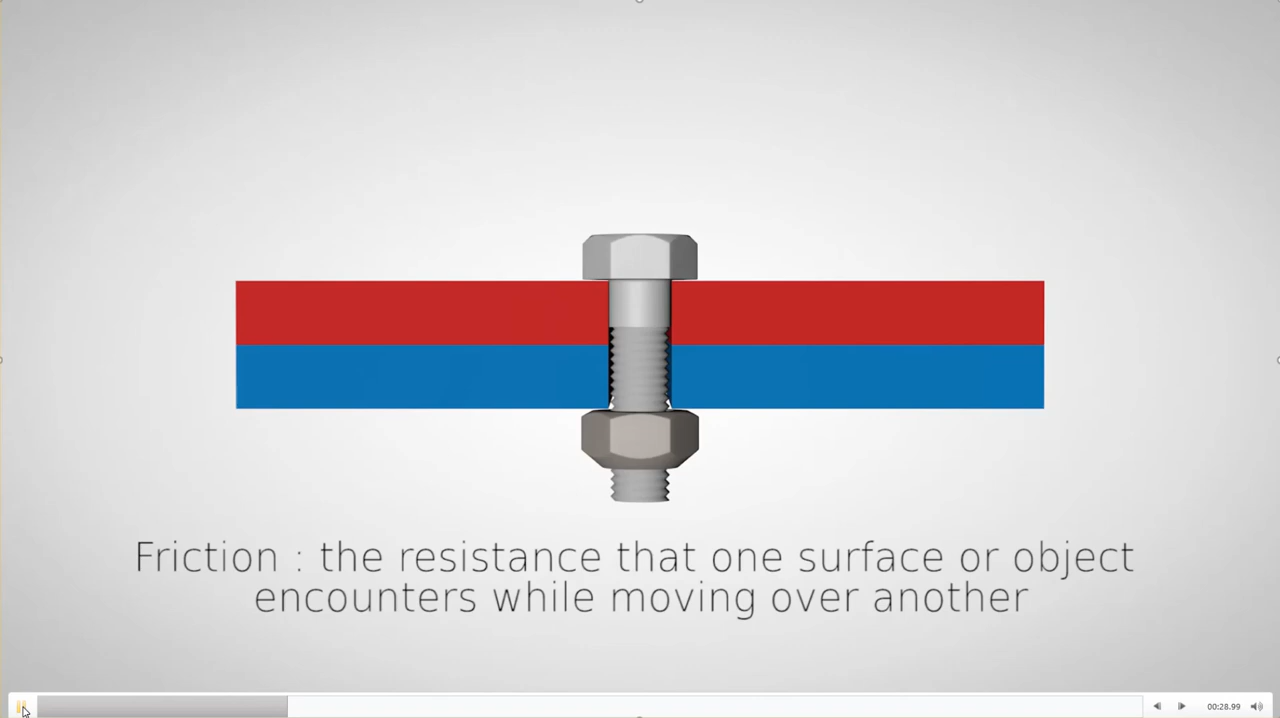 Friction : the resistance that one surface or object
encounters while moving over another
00:28.99